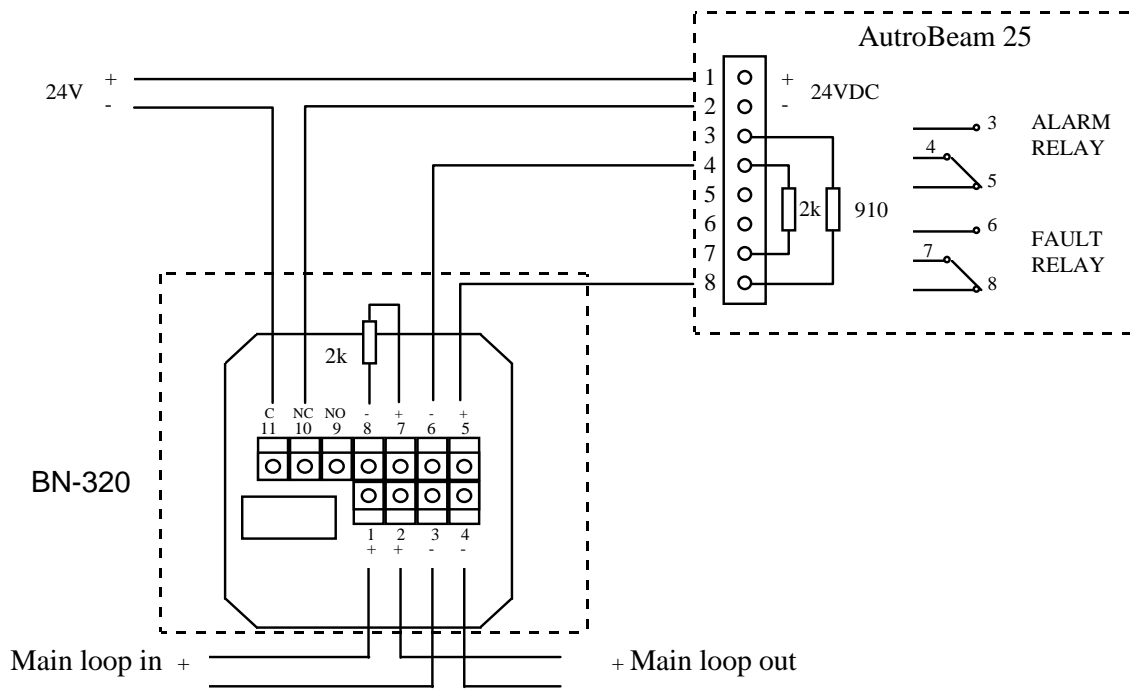 AutroBeam 25
24V + -
1 + 24VDC
2 -
3
4
5
6
7
8
2k 910
3 ALARM
4 RELAY
5
6 FAULT
7 RELAY
8
2k
C NC NO - + - +
11 10 9 8 7 6 5
BN-320
1 2 3 4
+ + - -
Main loop in + + Main loop out